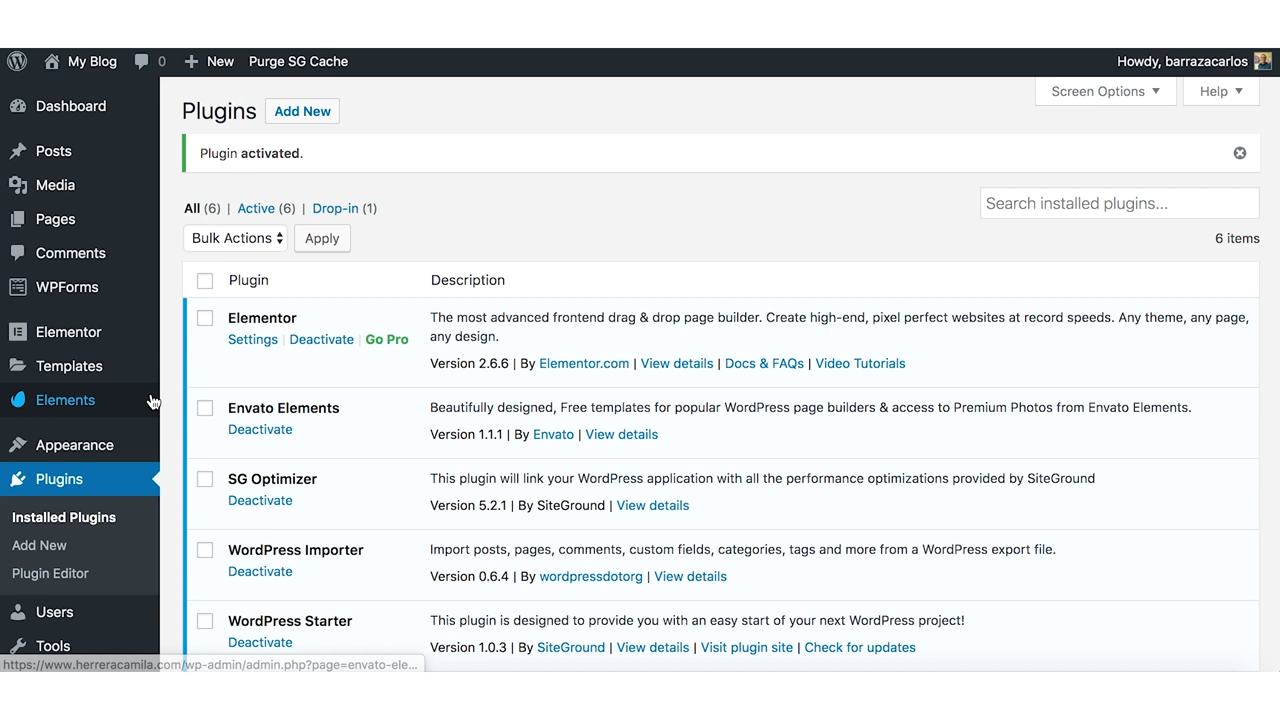 My Blog 0 New Purge SG Cache Howdy, barrazacarlos
Screen Options Help
Dashboard
Posts
Media
Pages
Comments
WPForms
Elementor
Templates
Elements
Appearance
Plugins
Installed Plugins
Add New
Plugin Editor
Users
Tools
Plugins Add New
Plugin activated.
All (6) | Active (6) | Drop-in (1)
Search installed plugins...
Bulk Actions Apply
6 items
Plugin Description
Elementor
Settings | Deactivate | Go Pro
The most advanced frontend drag & drop page builder. Create high-end, pixel perfect websites at record speeds. Any theme, any page,
any design.
Version 2.6.6 | By Elementor.com | View details | Docs & FAQs | Video Tutorials
Envato Elements
Deactivate
Beautifully designed, Free templates for popular WordPress page builders & access to Premium Photos from Envato Elements.
Version 1.1.1 | By Envato | View details
SG Optimizer
Deactivate
This plugin will link your WordPress application with all the performance optimizations provided by SiteGround
Version 5.2.1 | By SiteGround | View details
WordPress Importer
Deactivate
Import posts, pages, comments, custom fields, categories, tags and more from a WordPress export file.
Version 0.6.4 | By wordpressdotorg | View details
WordPress Starter
Deactivate
This plugin is designed to provide you with an easy start of your next WordPress project!
Version 1.0.3 | By SiteGround | View details | Visit plugin site | Check for updates
https://www.herreracamila.com/wp-admin/admin.php?page=envato-ele...